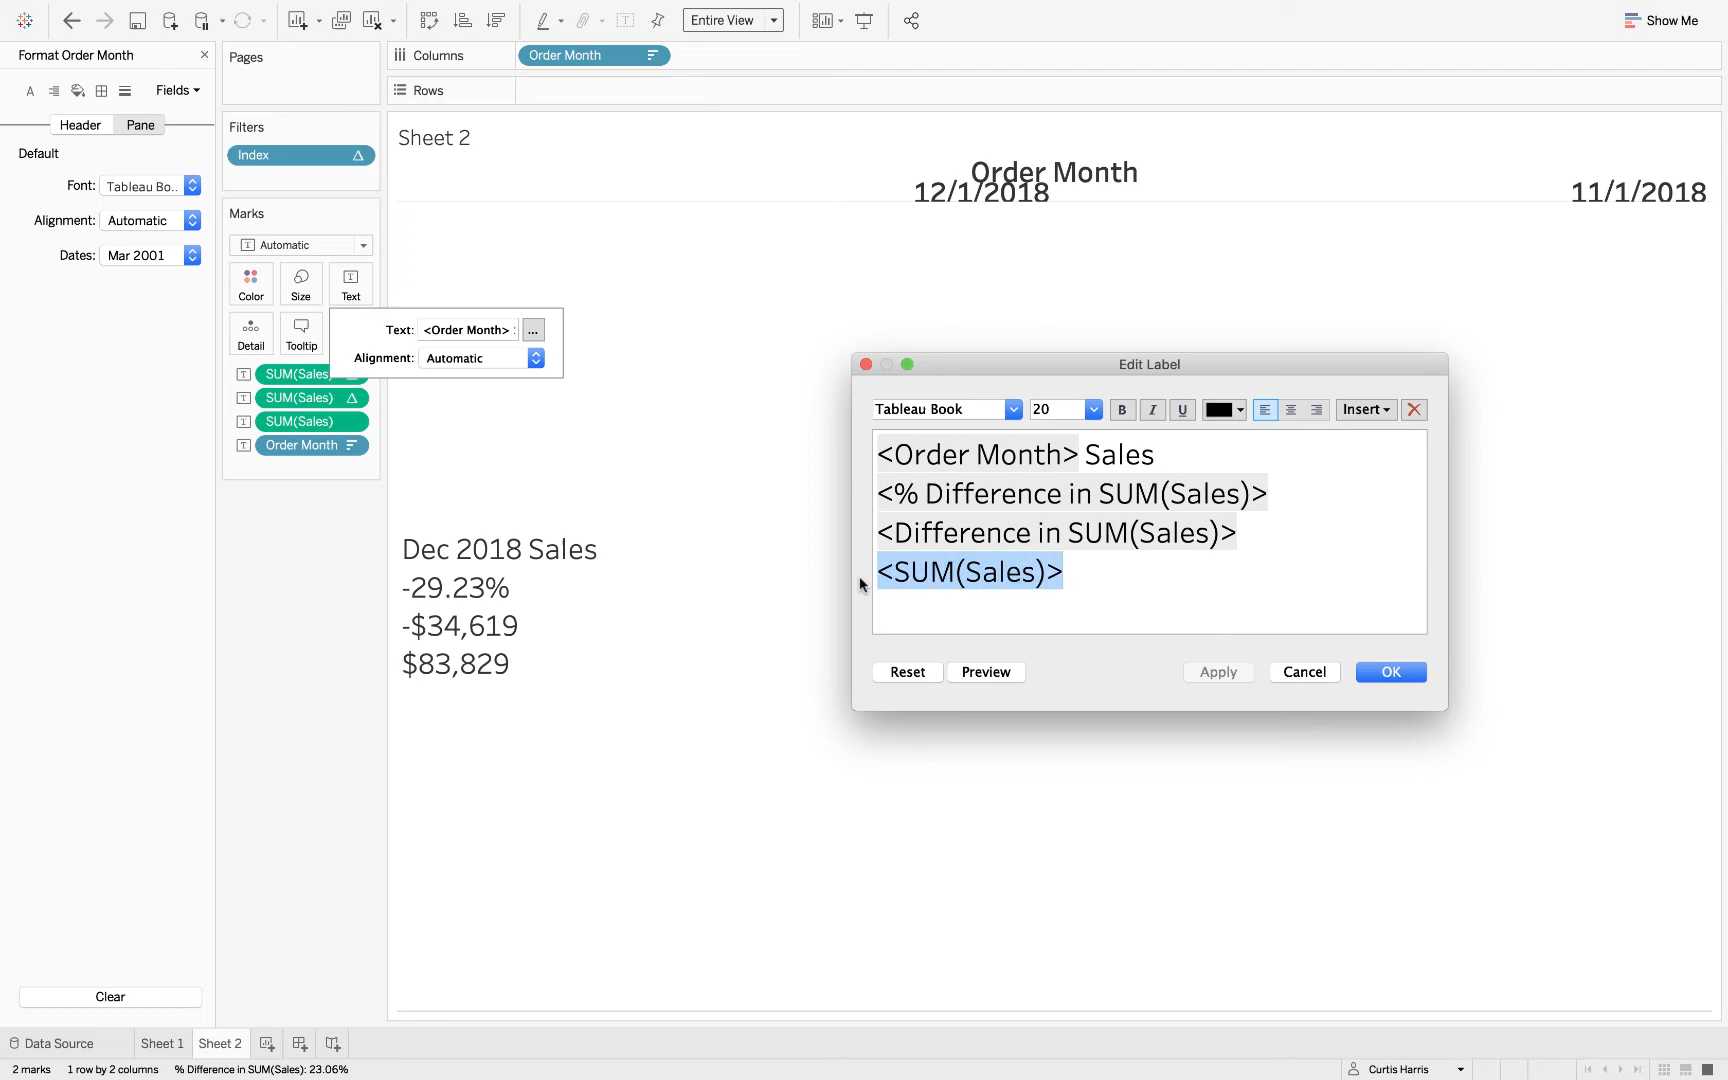 Entire View
Show Me
Format Order Month
Fields
Header
Pane
Default
Font:
Tableau Bo..
Alignment:
Automatic
Dates:
Mar 2001
Clear
Pages
Filters
Index
Marks
Automatic
Color
Size
Text
Detail
Tooltip
SUM(Sales)
SUM(Sales)
SUM(Sales)
Order Month
Columns
Order Month
Rows
Sheet 2
Order Month
12/1/2018
11/1/2018
Text:
<Order Month>
...
Alignment:
Automatic
Dec 2018 Sales
-29.23%
-$34,619
$83,829
Edit Label
Tableau Book
20
B
I
U
Insert
<Order Month> Sales
<% Difference in SUM(Sales)>
<Difference in SUM(Sales)>
<SUM(Sales)>
Reset
Preview
Apply
Cancel
OK
Data Source
Sheet 1
Sheet 2
2 marks
1 row by 2 columns
% Difference in SUM(Sales): 23.06%
Curtis Harris